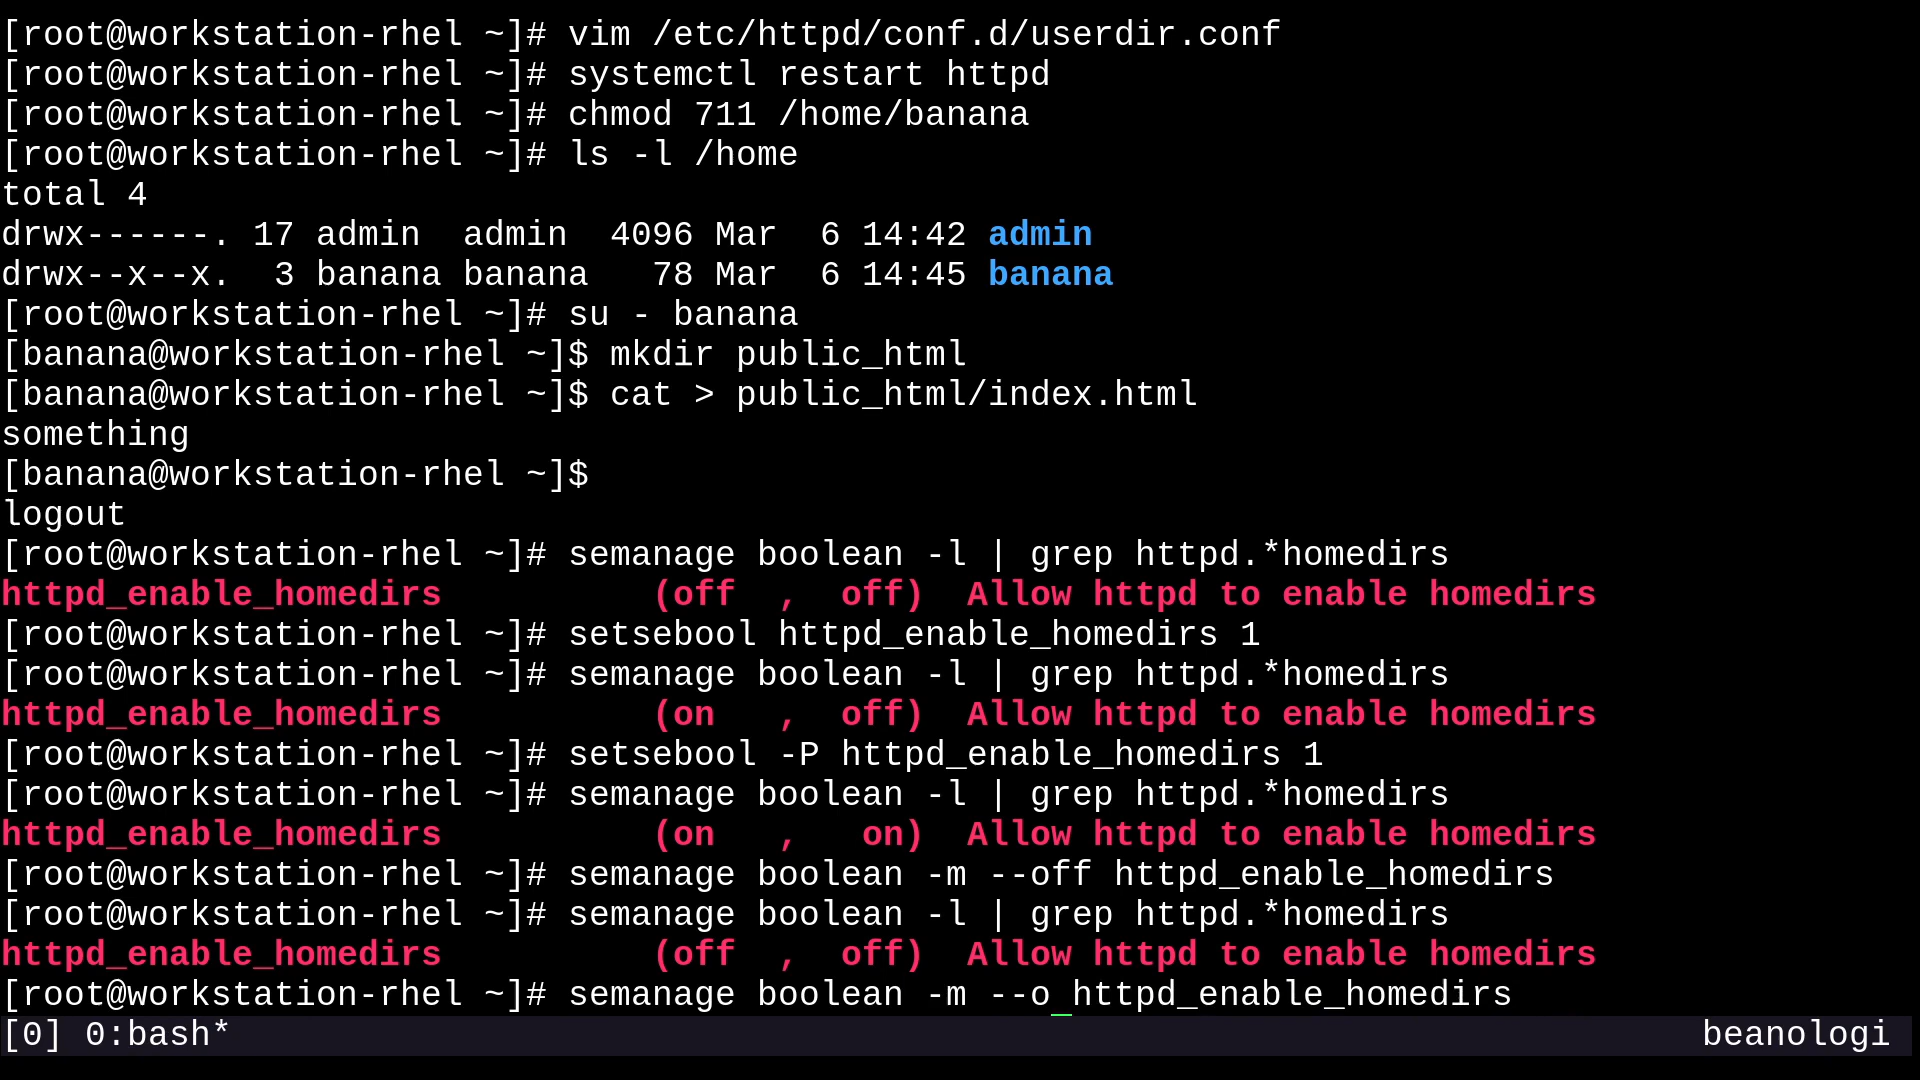 [root@workstation-rhel ~]# vim /etc/httpd/conf.d/userdir.conf
[root@workstation-rhel ~]# systemctl restart httpd
[root@workstation-rhel ~]# chmod 711 /home/banana
[root@workstation-rhel ~]# ls -l /home
total 4
drwx------. 17 admin  admin  4096 Mar  6 14:42 admin
drwx--x--x.  3 banana banana   78 Mar  6 14:45 banana
[root@workstation-rhel ~]# su - banana
[banana@workstation-rhel ~]$ mkdir public_html
[banana@workstation-rhel ~]$ cat > public_html/index.html
something
[banana@workstation-rhel ~]$
logout
[root@workstation-rhel ~]# semanage boolean -l | grep httpd.*homedirs
httpd_enable_homedirs          (off  ,  off)  Allow httpd to enable homedirs
[root@workstation-rhel ~]# setsebool httpd_enable_homedirs 1
[root@workstation-rhel ~]# semanage boolean -l | grep httpd.*homedirs
httpd_enable_homedirs          (on   ,  off)  Allow httpd to enable homedirs
[root@workstation-rhel ~]# setsebool -P httpd_enable_homedirs 1
[root@workstation-rhel ~]# semanage boolean -l | grep httpd.*homedirs
httpd_enable_homedirs          (on   ,   on)  Allow httpd to enable homedirs
[root@workstation-rhel ~]# semanage boolean -m --off httpd_enable_homedirs
[root@workstation-rhel ~]# semanage boolean -l | grep httpd.*homedirs
httpd_enable_homedirs          (off  ,  off)  Allow httpd to enable homedirs
[root@workstation-rhel ~]# semanage boolean -m --o httpd_enable_homedirs
[0] 0:bash* beanologi